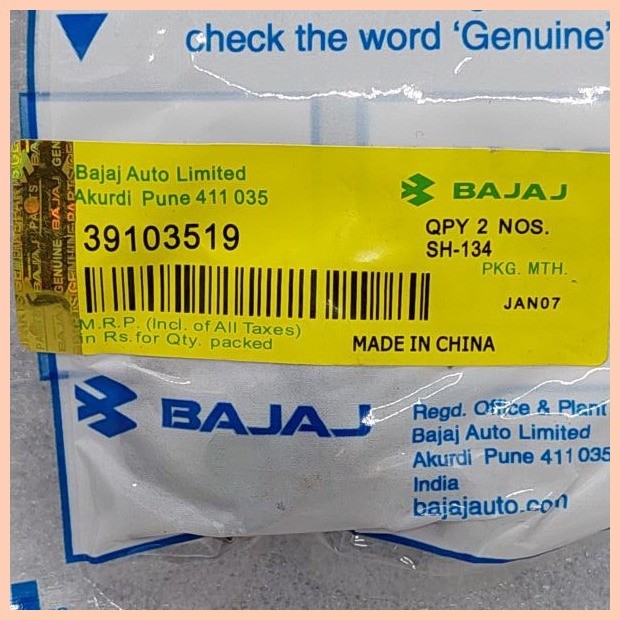 check the word 'Genuine'
Bajaj Auto Limited
Akurdi Pune 411 035
39103519
M.R.P. (Incl. of All Taxes)
in Rs. for Qty. packed
BAJAJ
QPY 2 NOS.
SH-134
PKG. MTH.
JAN07
MADE IN CHINA
BAJAJ
Regd. Office & Plant
Bajaj Auto Limited
Akurdi Pune 411 035
India
bajajauto.con